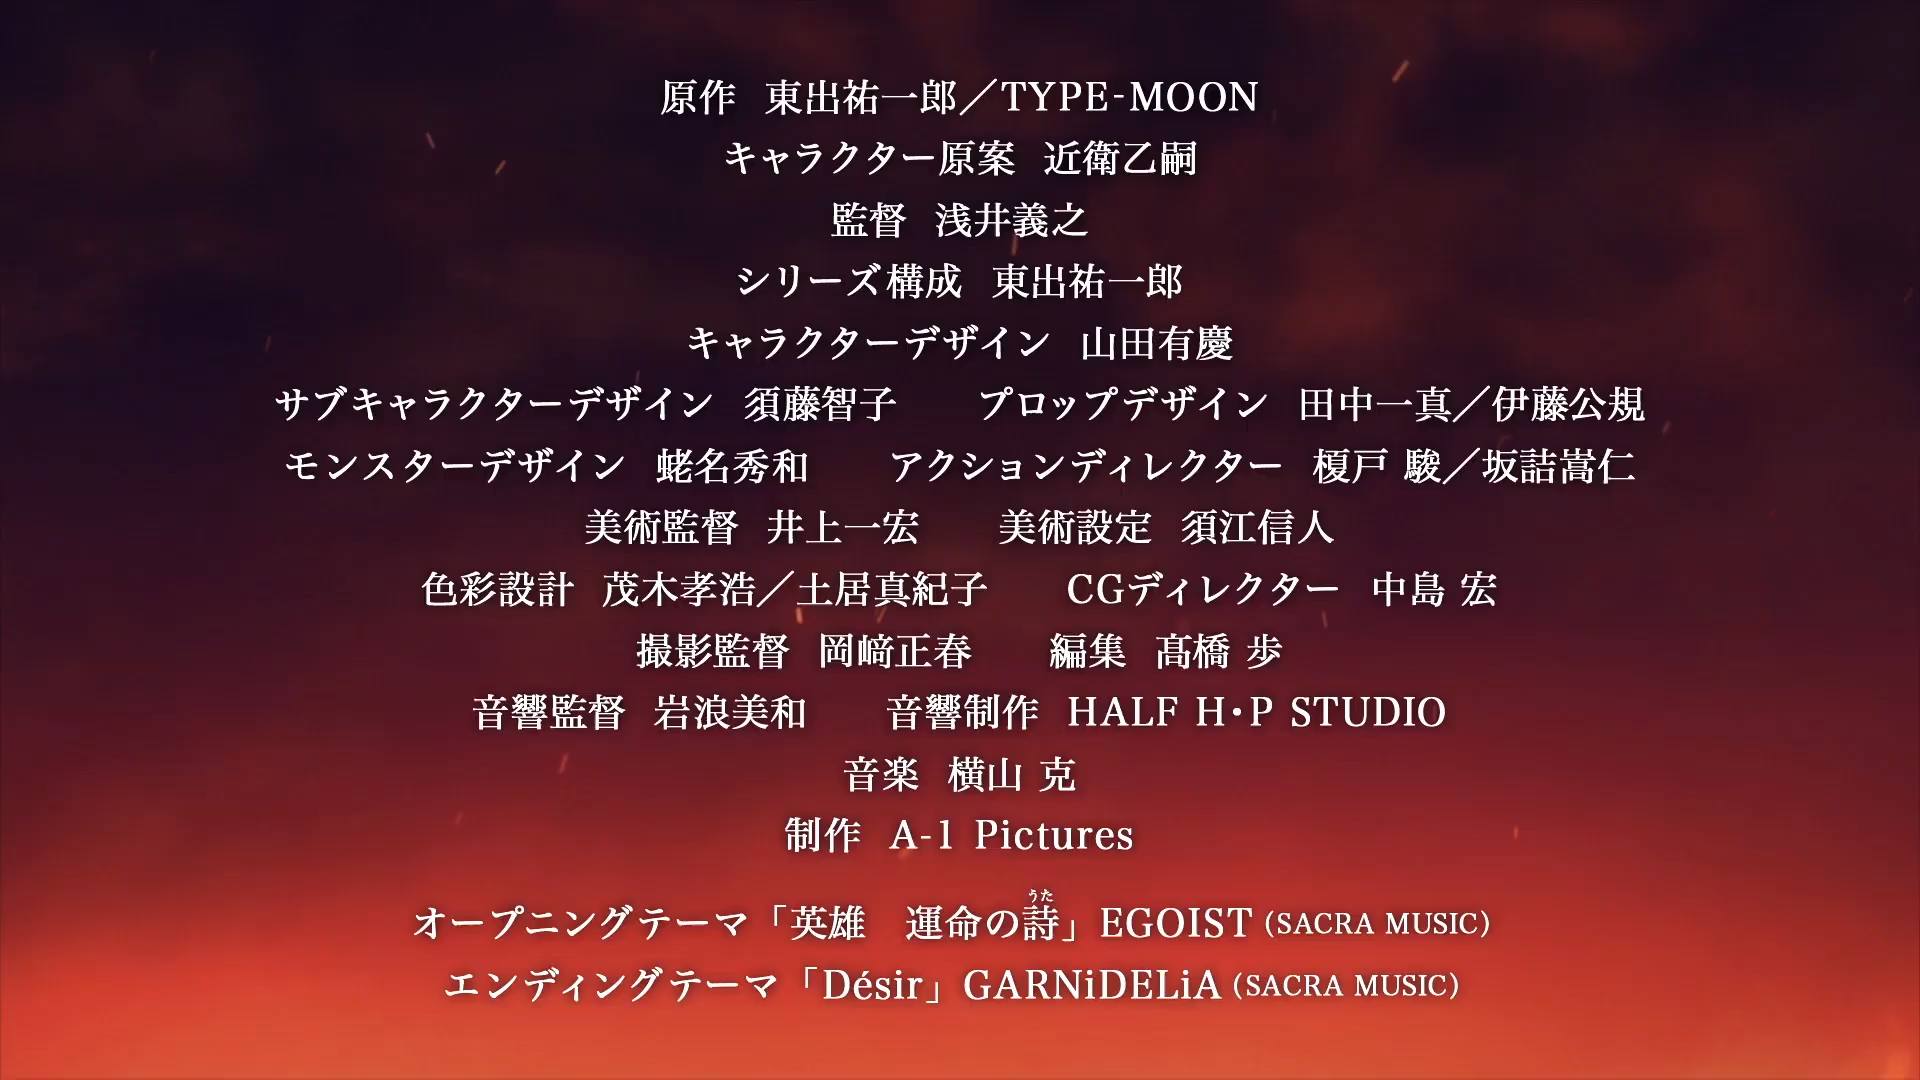 原作 東出祐一郎／TYPE-MOON
キャラクター原案 近衛乙嗣
監督 浅井義之
シリーズ構成 東出祐一郎
キャラクターデザイン 山田有慶
サブキャラクターデザイン 須藤智子 プロップデザイン 田中一真／伊藤公規
モンスターデザイン 蛯名秀和 アクションディレクター 榎戸 駿／坂詰嵩仁
美術監督 井上一宏 美術設定 須江信人
色彩設計 茂木孝浩／土居真紀子 CGディレクター 中島 宏
撮影監督 岡﨑正春 編集 髙橋 歩
音響監督 岩浪美和 音響制作 HALF H・P STUDIO
音楽 横山 克
制作 A-1 Pictures
うた
オープニングテーマ「英雄　運命の詩」EGOIST（SACRA MUSIC）
エンディングテーマ「Désir」GARNiDELiA（SACRA MUSIC）